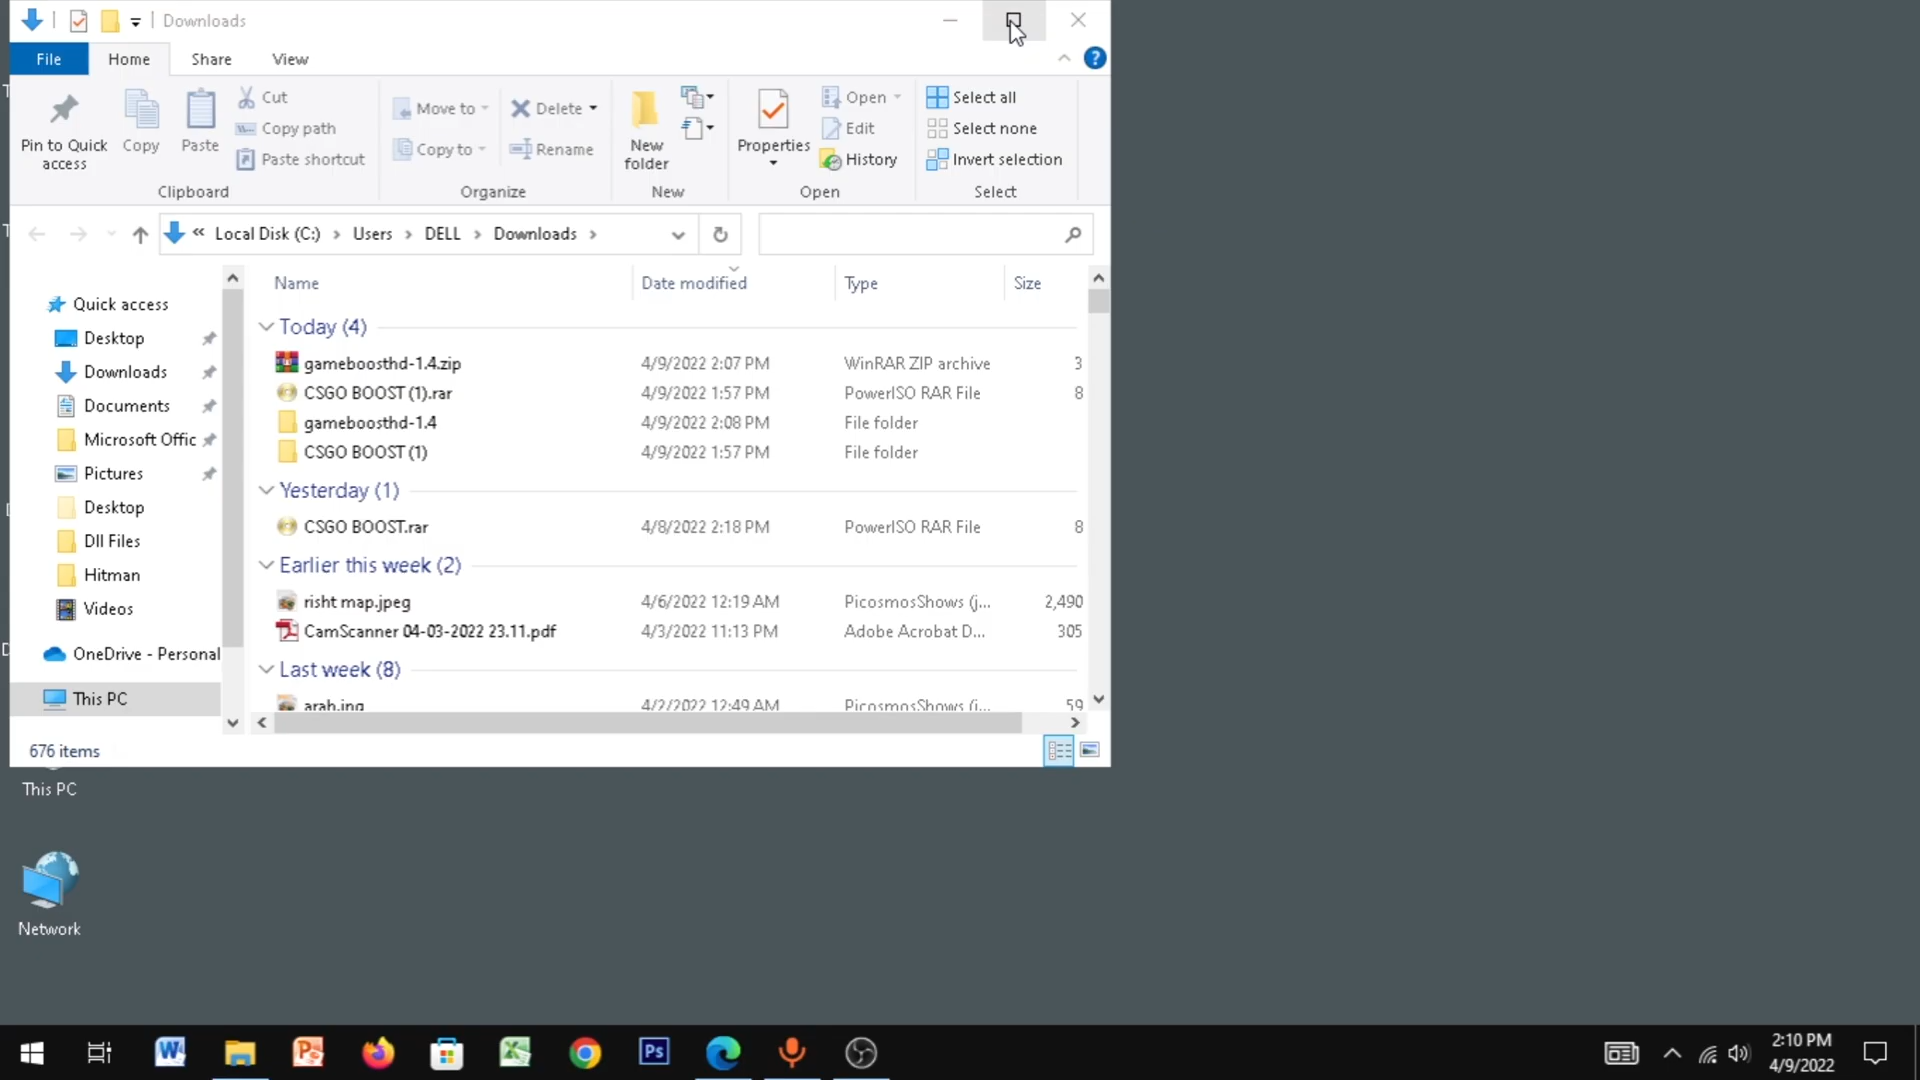 Downloads
File Home Share View
Pin to Quick access
Copy
Paste
Cut
Copy path
Paste shortcut
Clipboard
Move to
Copy to
Delete
Rename
Organize
New folder
New
Properties
Open
Edit
History
Open
Select all
Select none
Invert selection
Select
« Local Disk (C:) › Users › DELL › Downloads ›
Quick access
Desktop
Downloads
Documents
Microsoft Offic
Pictures
Desktop
Dll Files
Hitman
Videos
OneDrive - Personal
This PC
Name Date modified Type Size
Today (4)
gameboosthd-1.4.zip 4/9/2022 2:07 PM WinRAR ZIP archive 3
CSGO BOOST (1).rar 4/9/2022 1:57 PM PowerISO RAR File 8
gameboosthd-1.4 4/9/2022 2:08 PM File folder
CSGO BOOST (1) 4/9/2022 1:57 PM File folder
Yesterday (1)
CSGO BOOST.rar 4/8/2022 2:18 PM PowerISO RAR File 8
Earlier this week (2)
risht map.jpeg 4/6/2022 12:19 AM PicosmosShows (j... 2,490
CamScanner 04-03-2022 23.11.pdf 4/3/2022 11:13 PM Adobe Acrobat D... 305
Last week (8)
4/2/2022 12:49 AM PicosmosShows (j... 59
676 items
This PC
Network
2:10 PM
4/9/2022